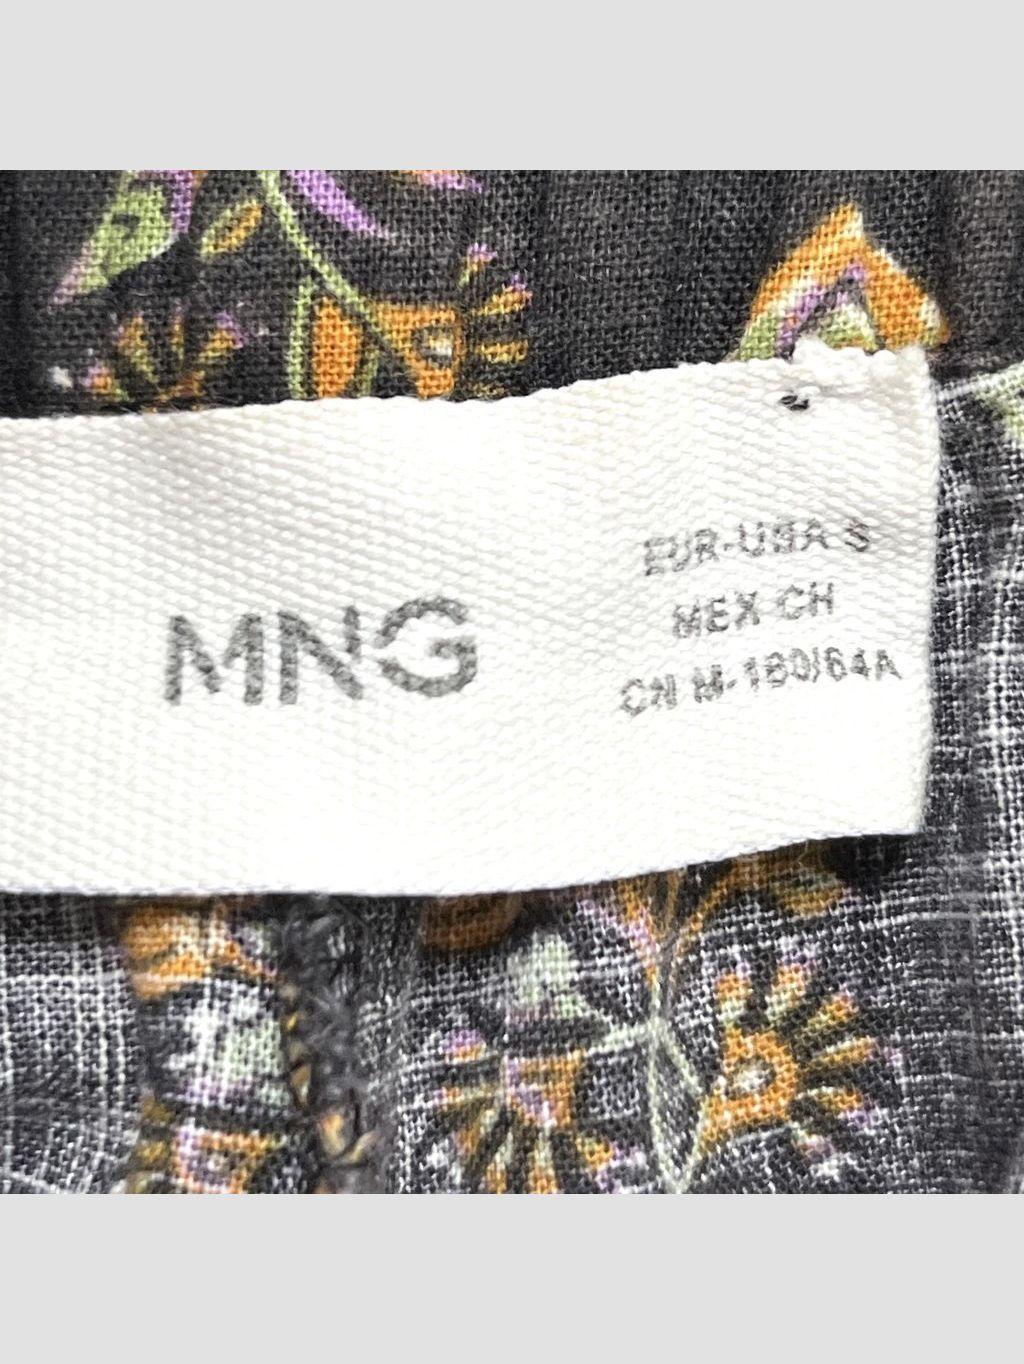 MNG
EUR-USA S
MEX CH
CN M-160/64A